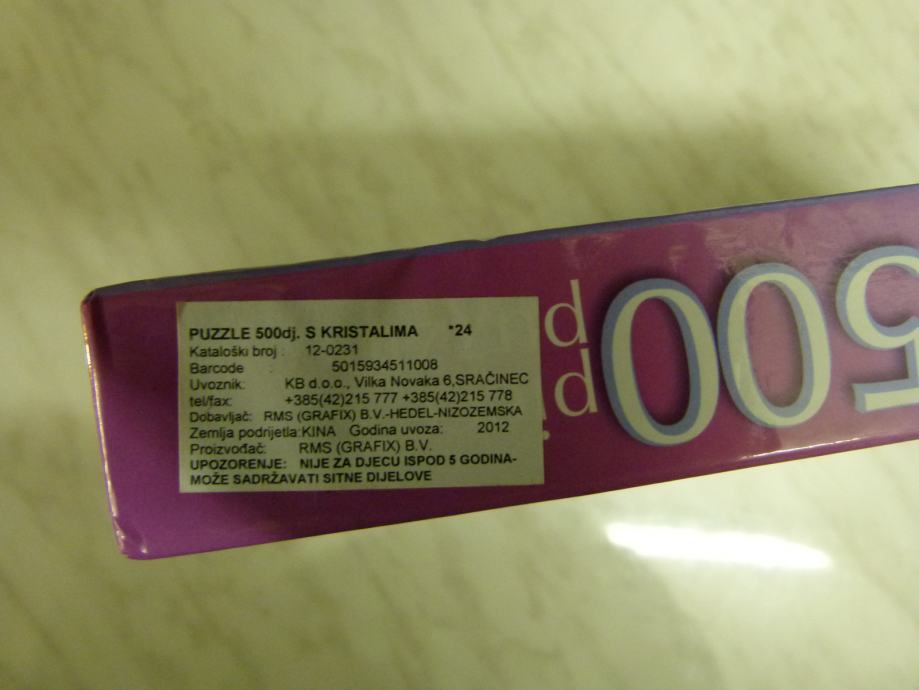 PUZZLE 500dj. S KRISTALIMA *24
Kataloški broj : 12-0231
Barcode : 5015934511008
Uvoznik: KB d.o.o., Vilka Novaka 6,SRAČINEC
tel/fax: +385(42)215 777 +385(42)215 778
Dobavljač: RMS (GRAFIX) B.V.-HEDEL-NIZOZEMSKA
Zemlja podrijetla:KINA Godina uvoza: 2012
Proizvođač: RMS (GRAFIX) B.V.
UPOZORENJE: NIJE ZA DJECU ISPOD 5 GODINA-
MOŽE SADRŽAVATI SITNE DIJELOVE
500